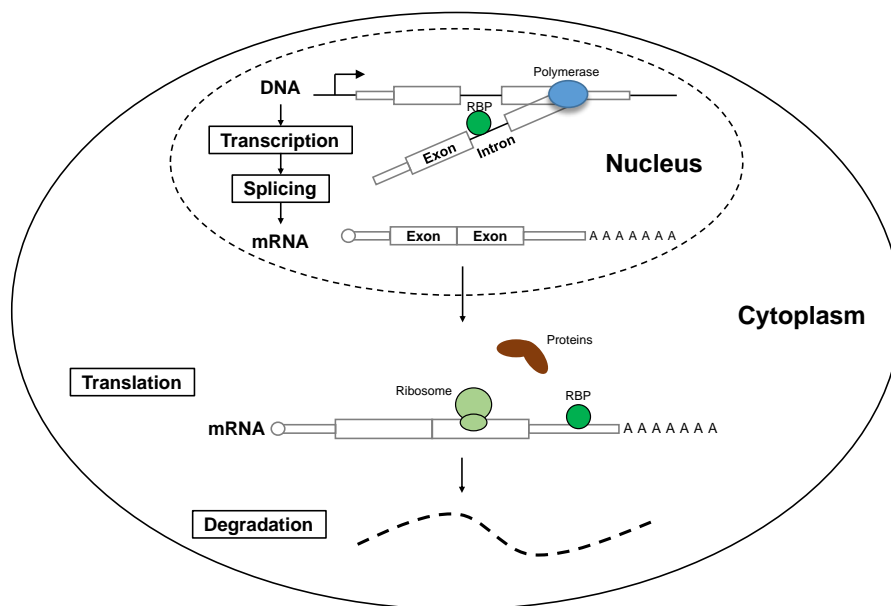 Polymerase
DNA
RBP
Transcription
Exon
Intron
Nucleus
Splicing
mRNA
Exon Exon
A A A A A A A
Cytoplasm
Proteins
Translation
Ribosome
RBP
mRNA
A A A A A A A
Degradation